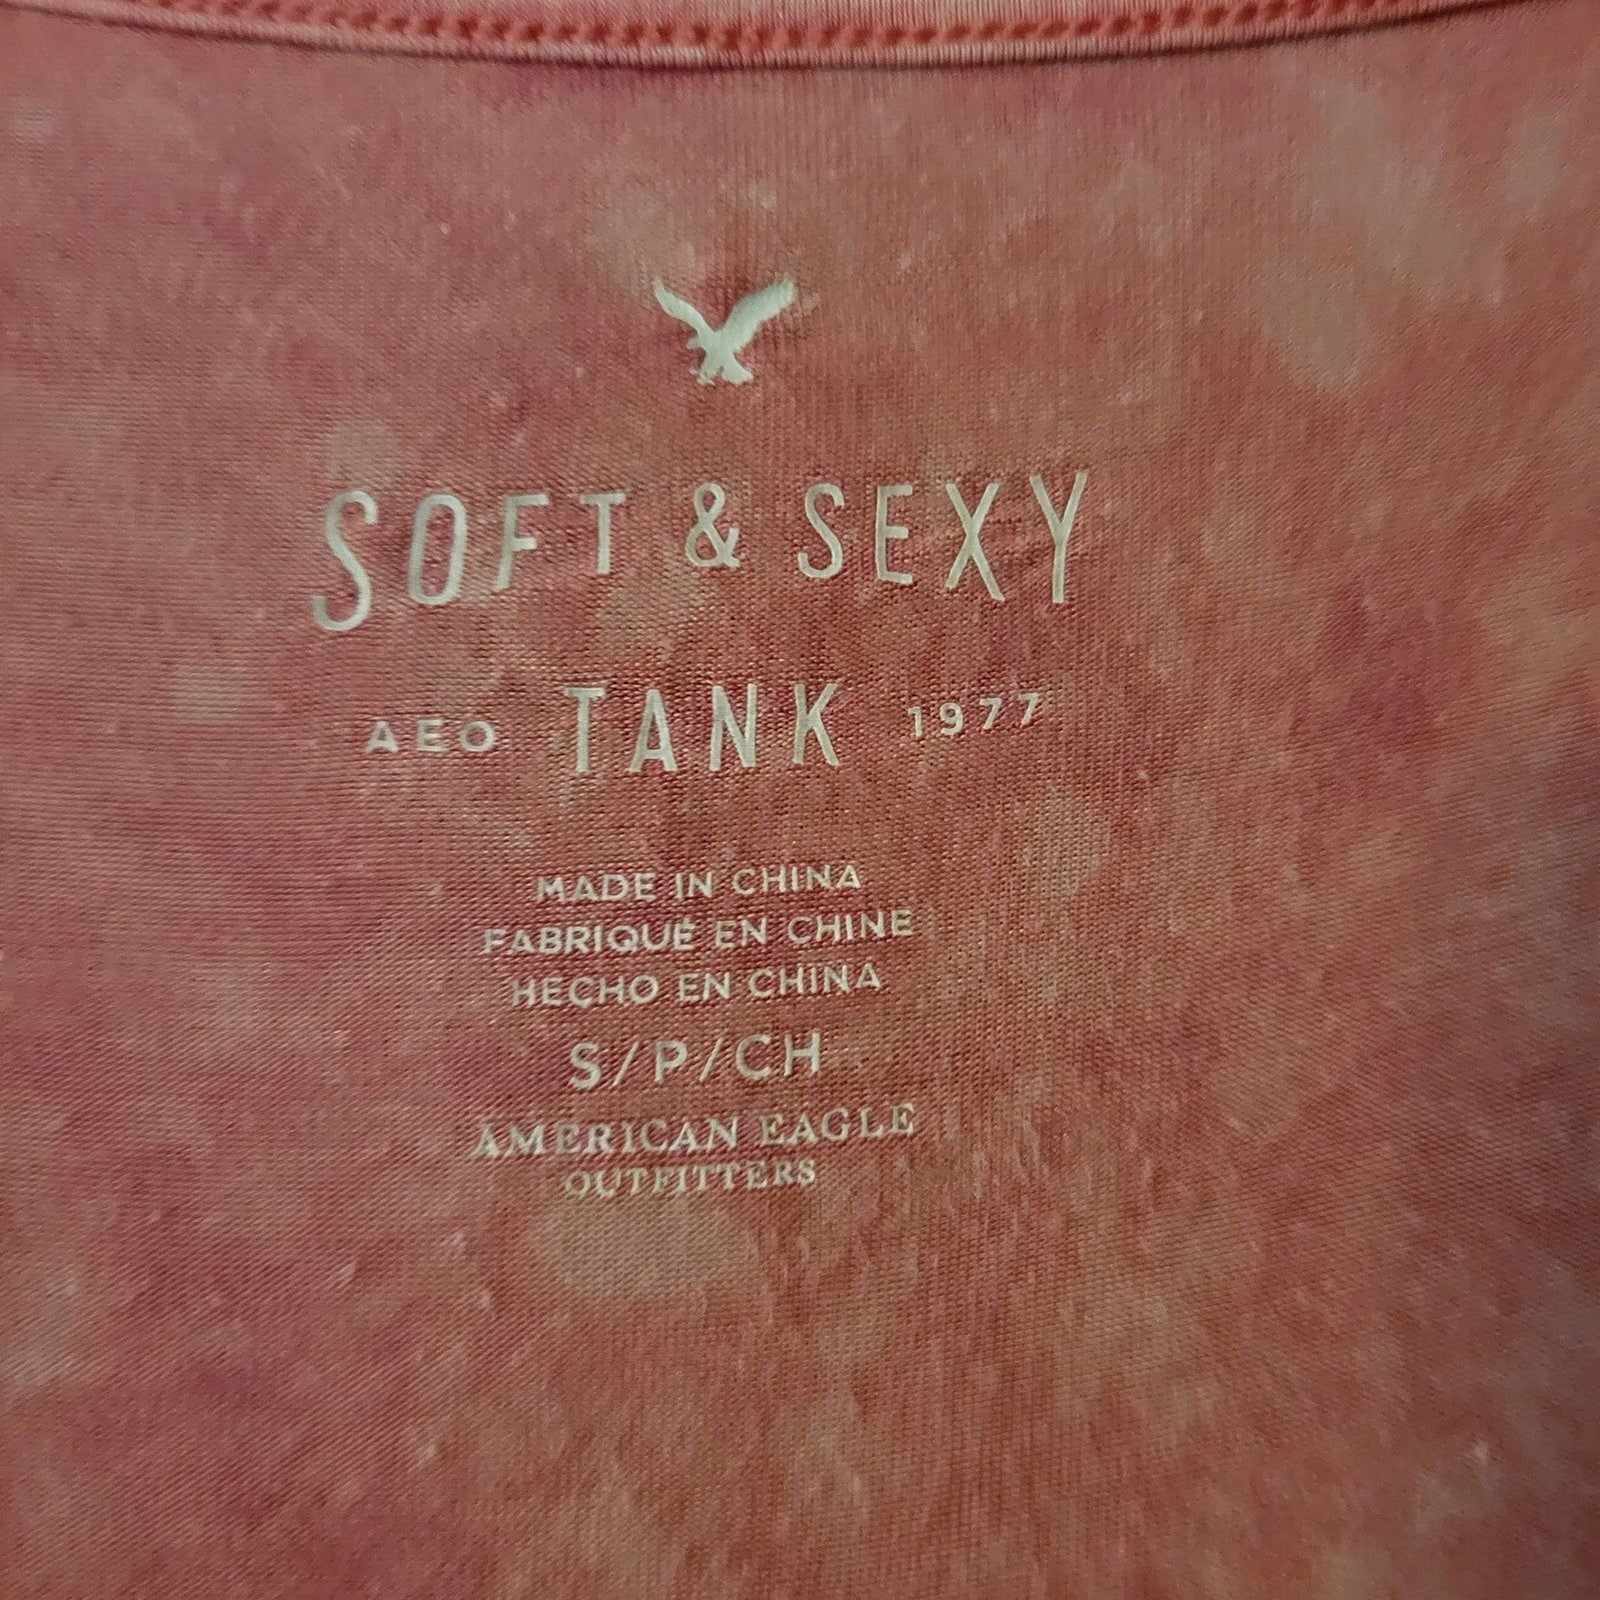 SOFT & SEXY
AEO TANK 1977
MADE IN CHINA
FABRIQUÉ EN CHINE
HECHO EN CHINA
S/P/CH
AMERICAN EAGLE
OUTFITTERS